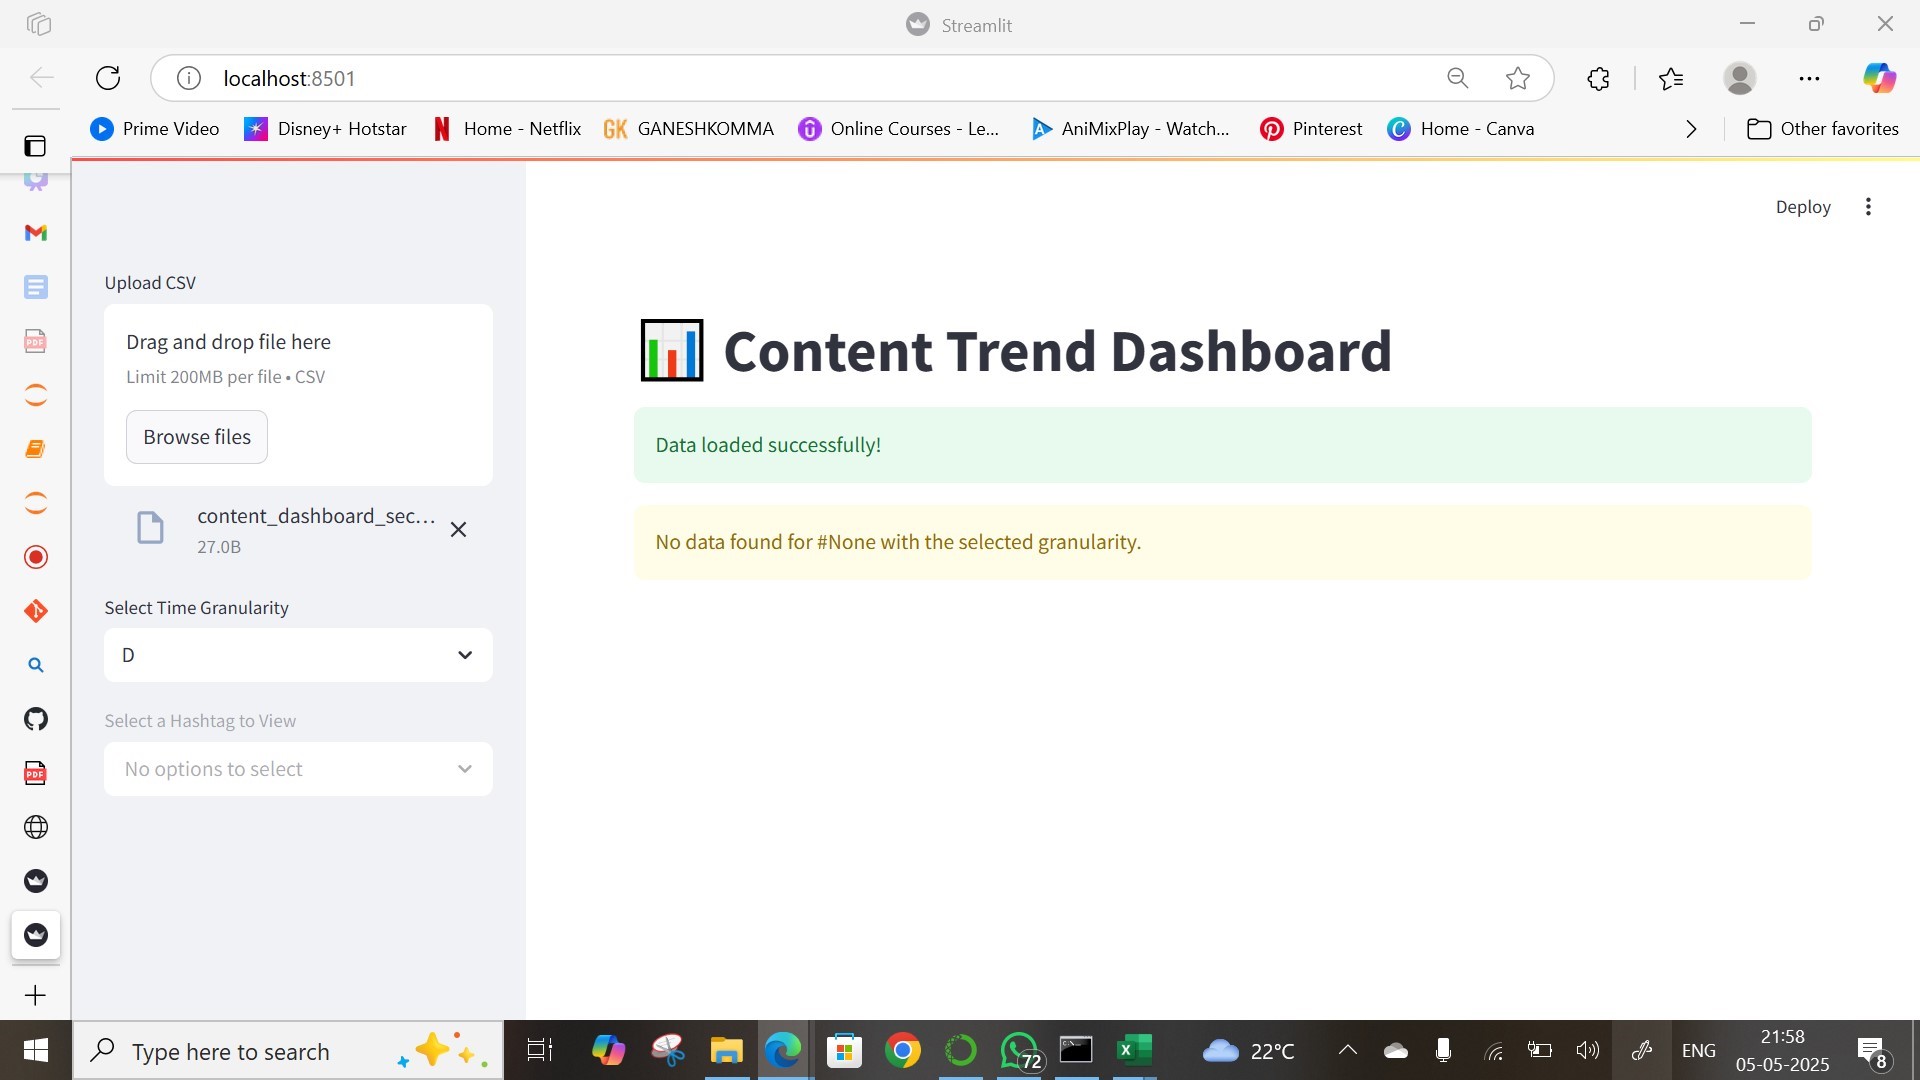 Streamlit
localhost:8501
Prime Video
Disney+ Hotstar
N
Home - Netflix
GK
GANESHKOMMA
Online Courses - Le...
AniMixPlay - Watch...
Pinterest
Home - Canva
Other favorites
Deploy
Upload CSV
Drag and drop file here
Limit 200MB per file • CSV
Browse files
content_dashboard_sec...
27.0B
Select Time Granularity
D
Select a Hashtag to View
No options to select
Content Trend Dashboard
Data loaded successfully!
No data found for #None with the selected granularity.
PDF
PDF
Type here to search
72
22°C
ENG
21:58
05-05-2025
8